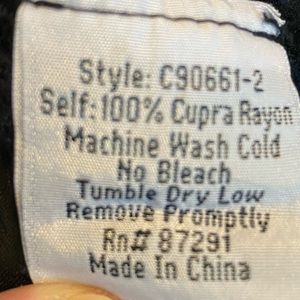 Style: C90661-2
Self: 100% Cupra Rayon
Machine Wash Cold
No Bleach
Tumble Dry Low
Remove Promptly
Rn# 87291
Made In China